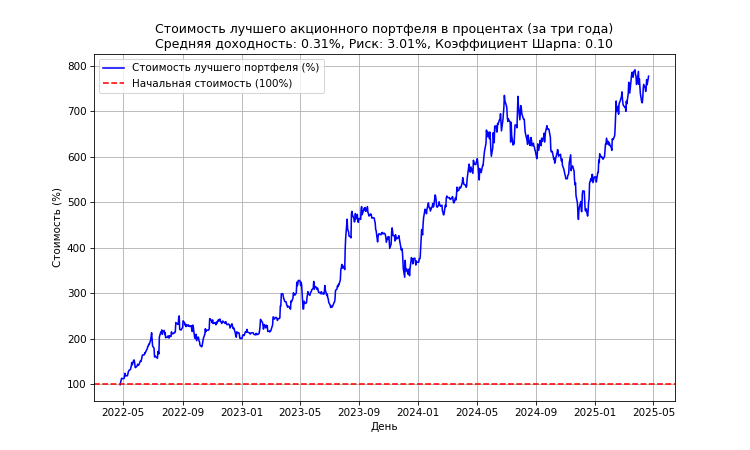 Стоимость лучшего акционного портфеля в процентах (за три года)
Средняя доходность: 0.31%, Риск: 3.01%, Коэффициент Шарпа: 0.10
Стоимость лучшего портфеля (%)
Начальная стоимость (100%)
Стоимость (%)
800
700
600
500
400
300
200
100
2022-05 2022-09 2023-01 2023-05 2023-09 2024-01 2024-05 2024-09 2025-01 2025-05
День